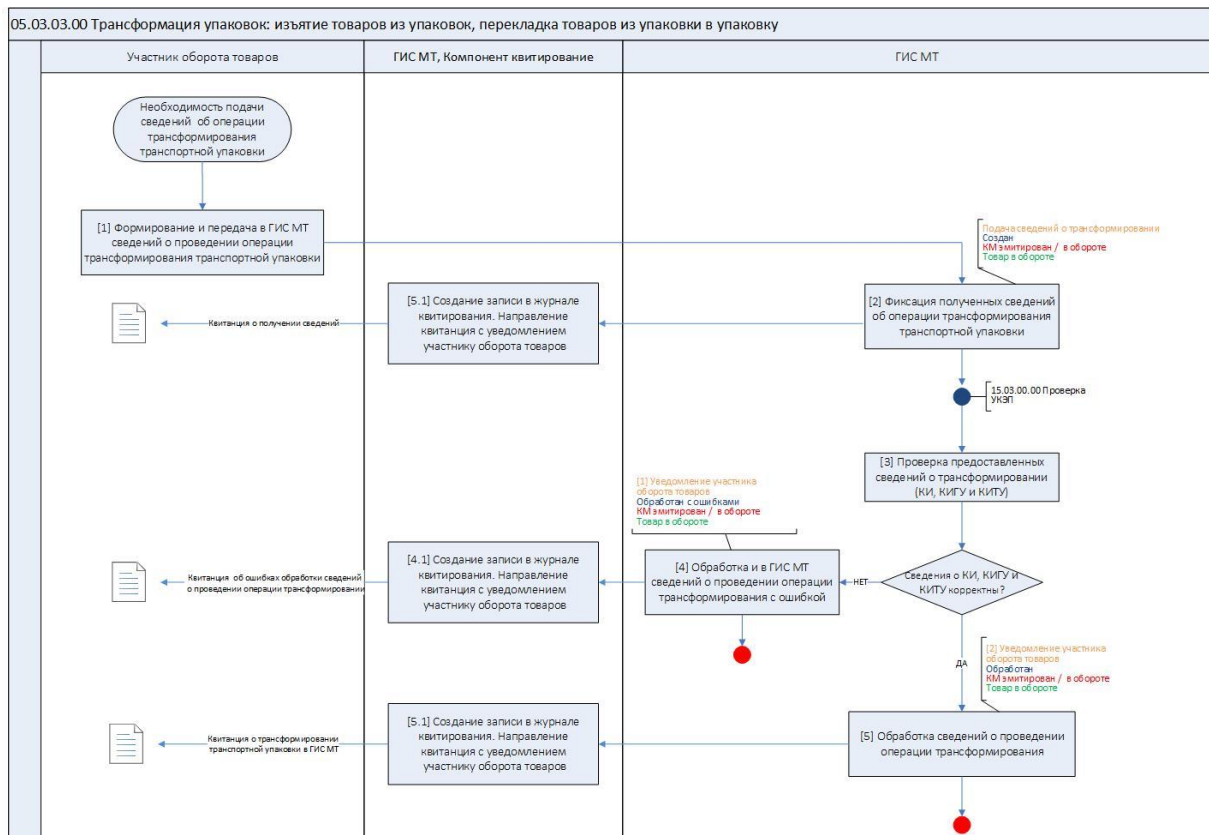 05.03.03.00 Трансформация упаковок: изъятие товаров из упаковок, перекладка товаров из упаковки в упаковку
Участник оборота товаров
ГИС МТ, Компонент квитирование
ГИС МТ
Необходимость подачи
сведений об операции
трансформирования
транспортной упаковки
[1] Формирование и передача в ГИС МТ
сведений о проведении операции
трансформирования транспортной упаковки
Подача сведений о трансформировании
Создан
КМ эмитирован / в обороте
Товар в обороте
[2] Фиксация полученных сведений
об операции трансформирования
транспортной упаковки
[5.1] Создание записи в журнале
квитирования. Направление
квитанция с уведомлением
участнику оборота товаров
Квитанция о получении сведений
15.03.00.00 Проверка
УКЭП
[3] Проверка предоставленных
сведений о трансформировании
(КИ, КИГУ и КИТУ)
[1] Уведомление участника
оборота товаров
Обработан с ошибками
КМ эмитирован / в обороте
Товар в обороте
Сведения о КИ, КИГУ и
КИТУ корректны?
НЕТ
[4] Обработка и в ГИС МТ
сведений о проведении операции
трансформирования с ошибкой
[4.1] Создание записи в журнале
квитирования. Направление
квитанция с уведомлением
участнику оборота товаров
Квитанция об ошибках обработки сведений
о проведении операции трансформировании
ДА
[2] Уведомление участника
оборота товаров
Обработан
КМ эмитирован / в обороте
Товар в обороте
[5] Обработка сведений о проведении
операции трансформирования
[5.1] Создание записи в журнале
квитирования. Направление
квитанция с уведомлением
участнику оборота товаров
Квитанция о трансформировании
транспортной упаковки в ГИС МТ